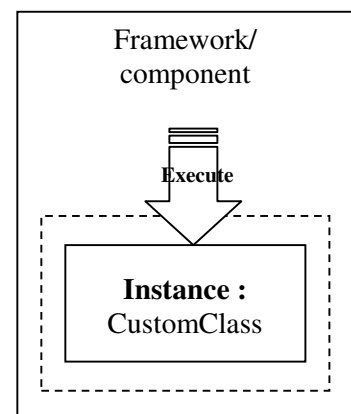 Framework/
component
Execute
Instance :
CustomClass